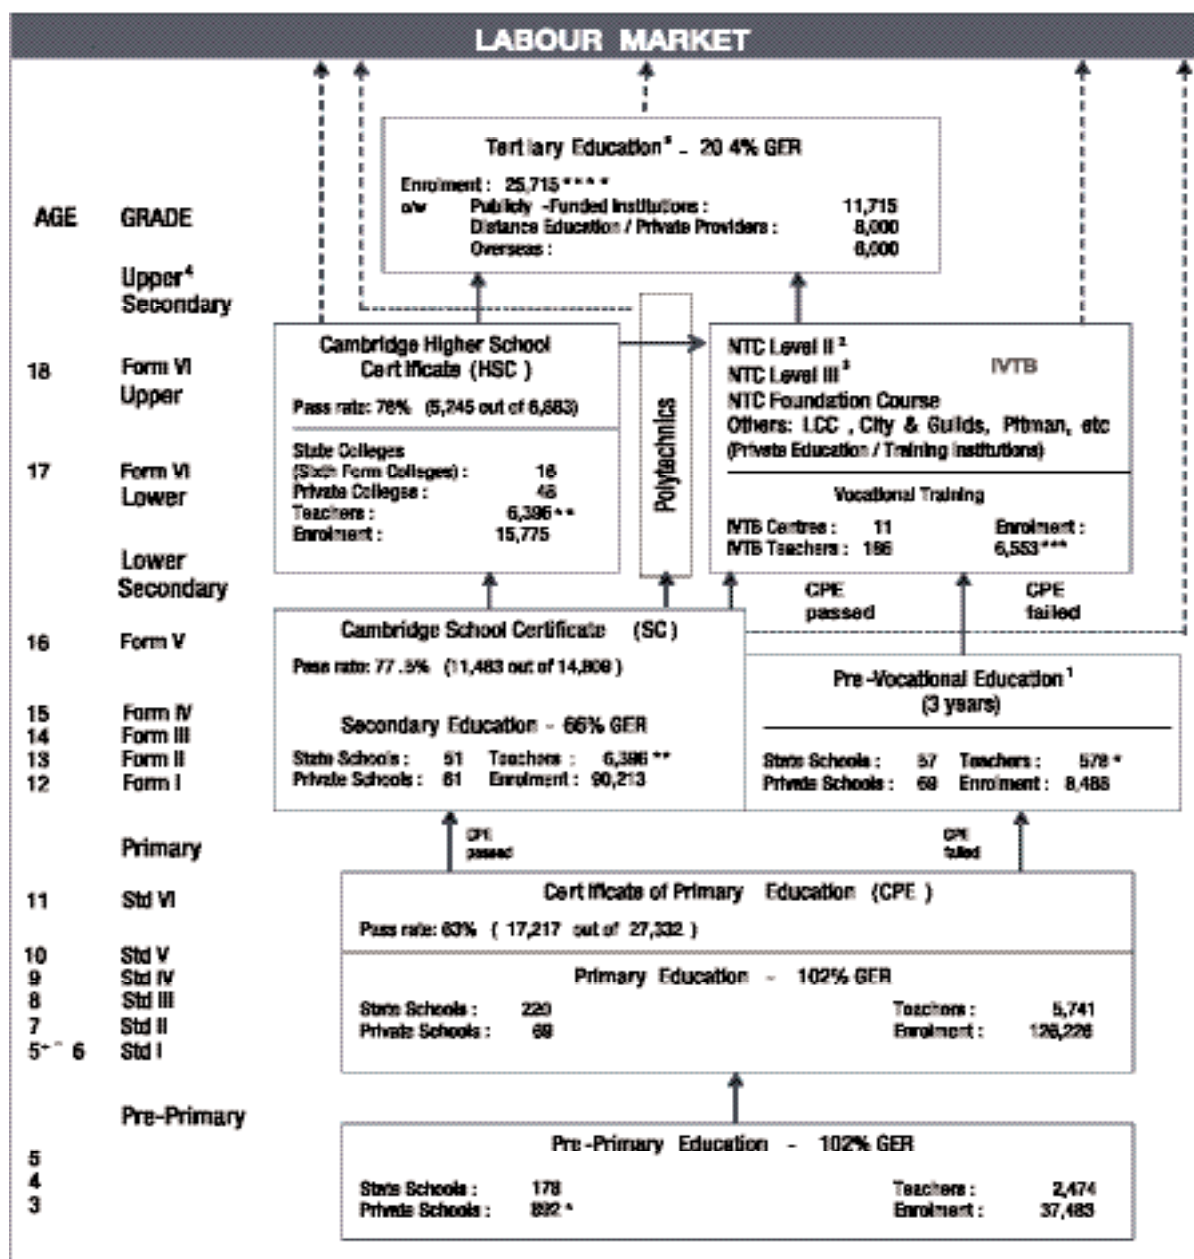 LABOUR MARKET
Tertiary Education⁵ - 20.4% GER
Enrolment : 25,715 ****
o/w Publicly -Funded Institutions : 11,715
Distance Education / Private Providers : 8,000
Overseas : 6,000
AGE GRADE
Upper⁴
Secondary
18 Form VI
Upper
17 Form VI
Lower
Lower
Secondary
16 Form V
15 Form IV
14 Form III
13 Form II
12 Form I
Primary
11 Std VI
10 Std V
9 Std IV
8 Std III
7 Std II
6 Std I
Pre-Primary
5
4
3
Cambridge Higher School
Certificate (HSC )
Pass rate: 76% (5,245 out of 6,883)
State Colleges
(Sixth Form Colleges) : 16
Private Colleges : 48
Teachers : 6,396 **
Enrolment : 15,775
Polytechnics
NTC Level II ²
NTC Level III ³
IVTB
NTC Foundation Course
Others: LCC , City & Guilds, Pitman, etc
(Private Education / Training Institutions)
Vocational Training
IVTB Centres : 11 Enrolment :
IVTB Teachers : 186 6,553 ***
CPE
passed
CPE
failed
Cambridge School Certificate (SC )
Pass rate: 77 .5% (11,483 out of 14,809 )
Secondary Education - 66% GER
State Schools : 51 Teachers : 6,396 **
Private Schools : 61 Enrolment : 90,213
Pre -Vocational Education ¹
(3 years)
State Schools : 57 Teachers : 578 *
Private Schools : 69 Enrolment :
CPE
passed
CPE
failed
Certificate of Primary Education (CPE )
Pass rate: 63% ( 17,217 out of 27,332 )
Primary Education - 102% GER
State Schools : 220 Teachers : 5,741
Private Schools : 69 Enrolment : 126,226
Pre -Primary Education - 102% GER
State Schools : 178 Teachers : 2,474
Private Schools : 892 * Enrolment : 37,483